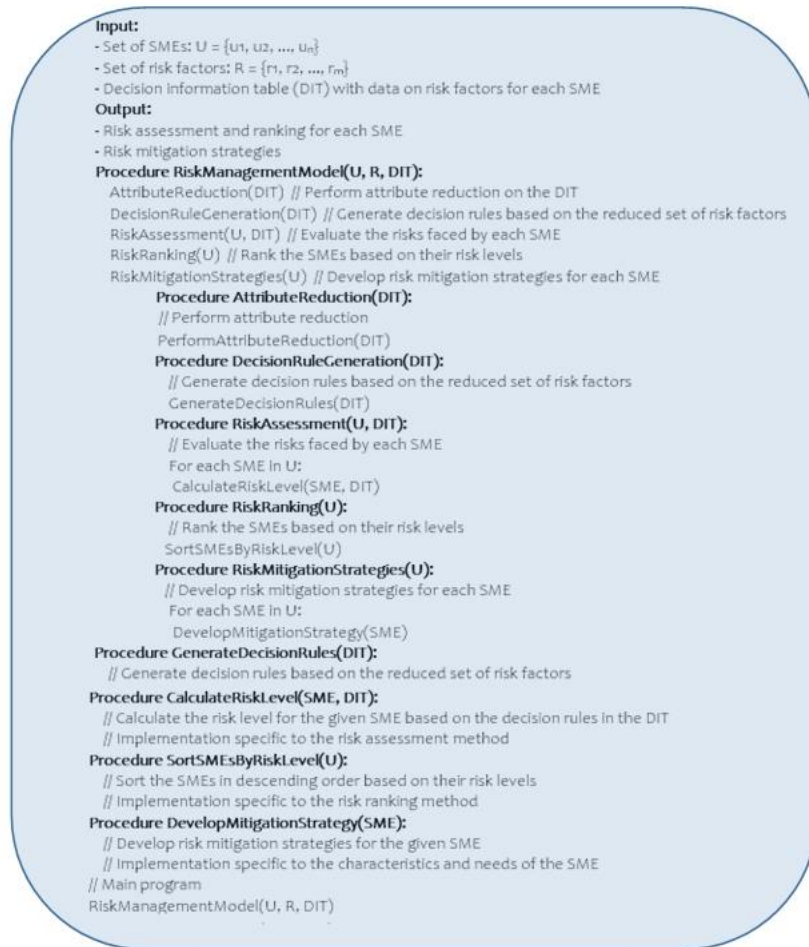 Input:
- Set of SMEs: U = {u1, u2, ..., un}
- Set of risk factors: R = {r1, r2, ..., rm}
- Decision information table (DIT) with data on risk factors for each SME
Output:
- Risk assessment and ranking for each SME
- Risk mitigation strategies
Procedure RiskManagementModel(U, R, DIT):
AttributeReduction(DIT) // Perform attribute reduction on the DIT
DecisionRuleGeneration(DIT) // Generate decision rules based on the reduced set of risk factors
RiskAssessment(U, DIT) // Evaluate the risks faced by each SME
RiskRanking(U) // Rank the SMEs based on their risk levels
RiskMitigationStrategies(U) // Develop risk mitigation strategies for each SME
Procedure AttributeReduction(DIT):
// Perform attribute reduction
PerformAttributeReduction(DIT)
Procedure DecisionRuleGeneration(DIT):
// Generate decision rules based on the reduced set of risk factors
GenerateDecisionRules(DIT)
Procedure RiskAssessment(U, DIT):
// Evaluate the risks faced by each SME
For each SME in U:
CalculateRiskLevel(SME, DIT)
Procedure RiskRanking(U):
// Rank the SMEs based on their risk levels
SortSMEsByRiskLevel(U)
Procedure RiskMitigationStrategies(U):
// Develop risk mitigation strategies for each SME
For each SME in U:
DevelopMitigationStrategy(SME)
Procedure GenerateDecisionRules(DIT):
// Generate decision rules based on the reduced set of risk factors
Procedure CalculateRiskLevel(SME, DIT):
// Calculate the risk level for the given SME based on the decision rules in the DIT
// Implementation specific to the risk assessment method
Procedure SortSMEsByRiskLevel(U):
// Sort the SMEs in descending order based on their risk levels
// Implementation specific to the risk ranking method
Procedure DevelopMitigationStrategy(SME):
// Develop risk mitigation strategies for the given SME
// Implementation specific to the characteristics and needs of the SME
// Main program
RiskManagementModel(U, R, DIT)